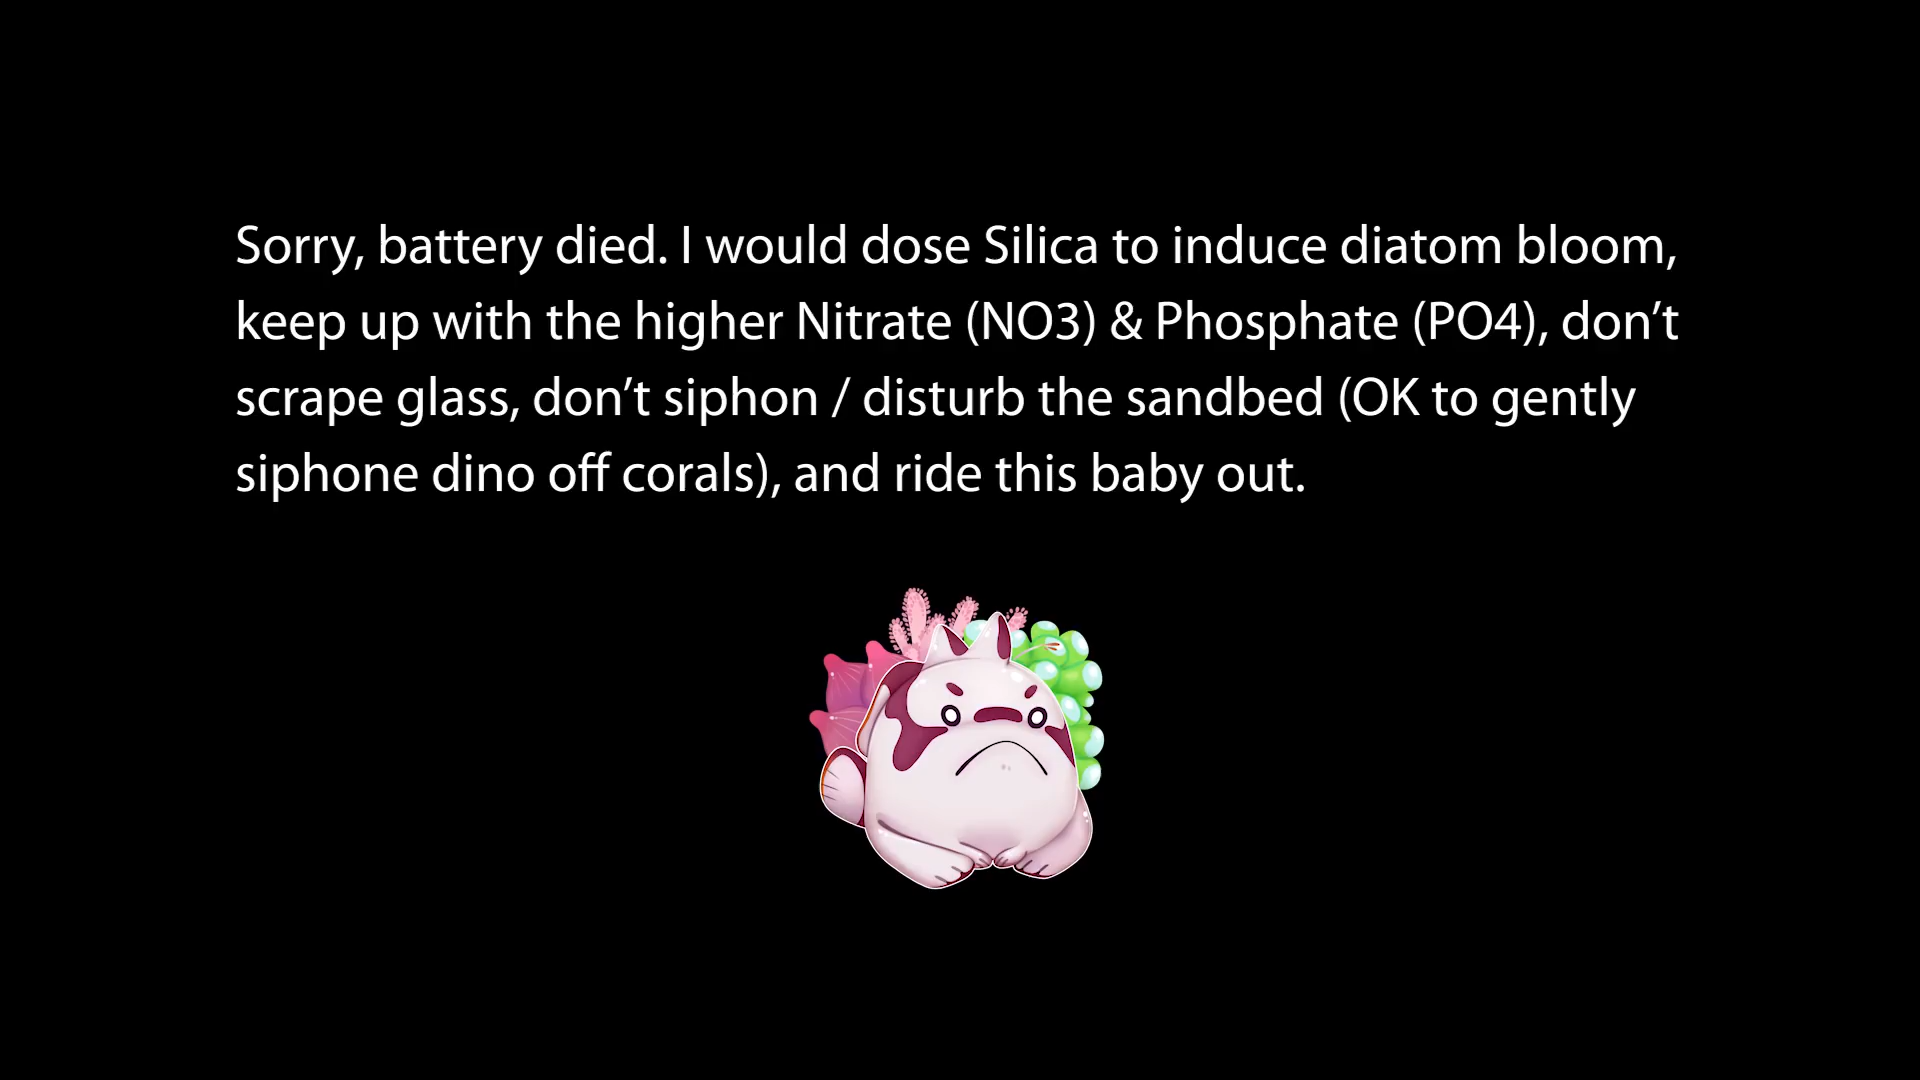 Sorry, battery died. I would dose Silica to induce diatom bloom,
keep up with the higher Nitrate (NO3) & Phosphate (PO4), don’t
scrape glass, don’t siphon / disturb the sandbed (OK to gently
siphone dino off corals), and ride this baby out.